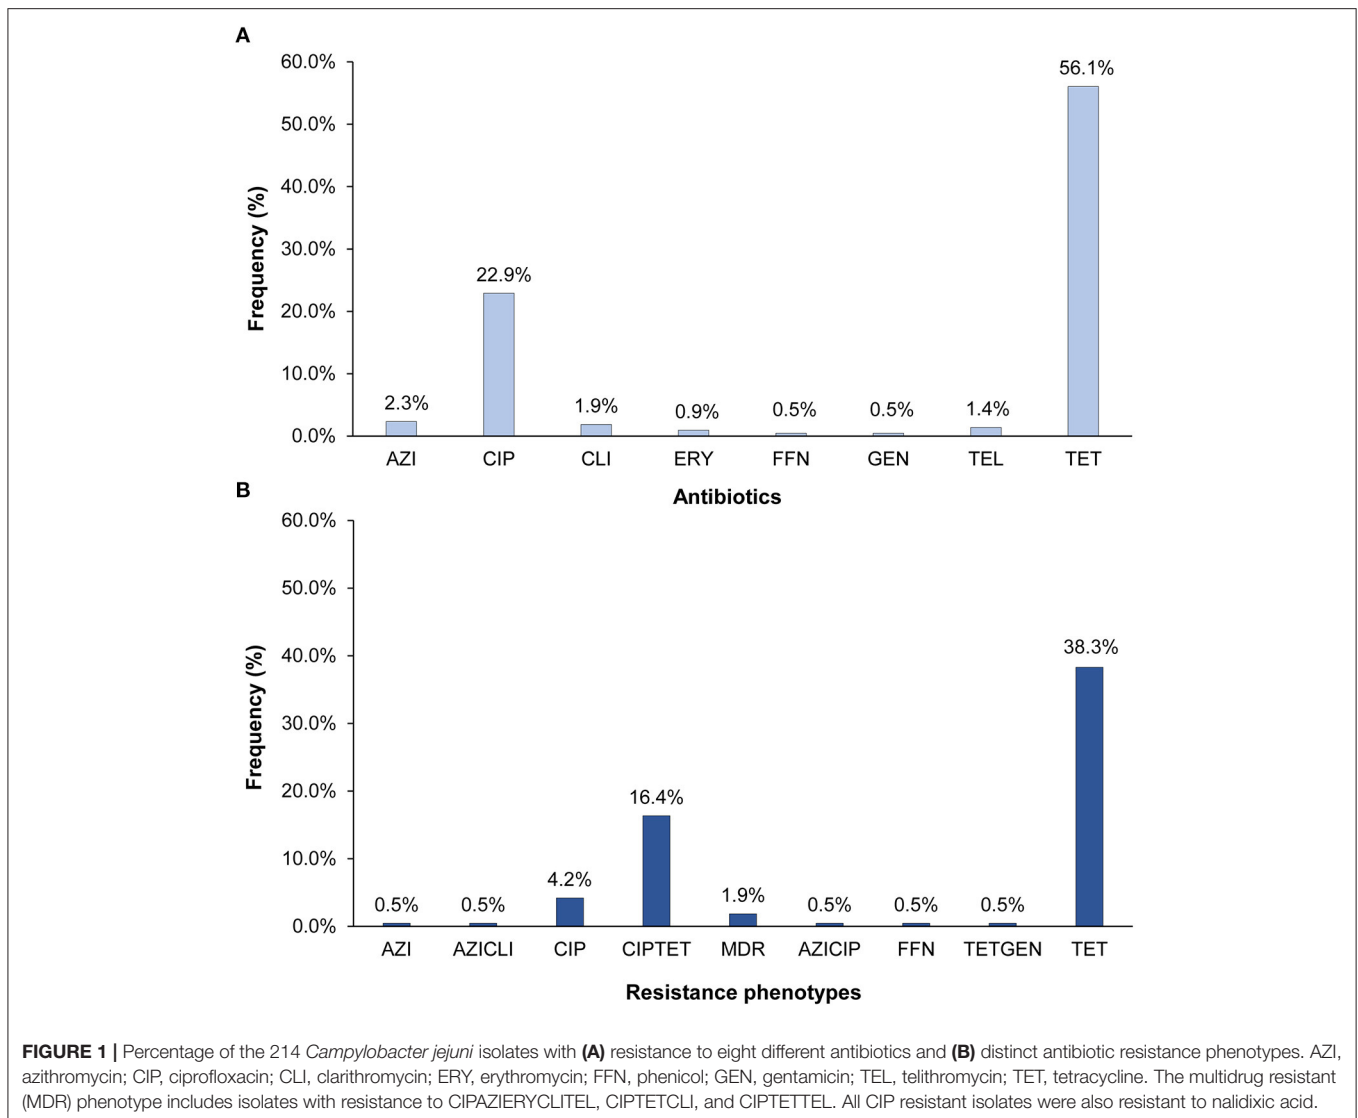 A
60.0%
50.0%
40.0%
30.0%
20.0%
10.0%
0.0%
Frequency (%)
2.3%
22.9%
1.9%
0.9%
0.5%
0.5%
1.4%
56.1%
AZI CIP CLI ERY FFN GEN TEL TET
Antibiotics
B
60.0%
50.0%
40.0%
30.0%
20.0%
10.0%
0.0%
Frequency (%)
0.5%
0.5%
4.2%
16.4%
1.9%
0.5%
0.5%
0.5%
38.3%
AZI AZICLI CIP CIPTET MDR AZICIP FFN TETGEN TET
Resistance phenotypes
FIGURE 1 | Percentage of the 214 Campylobacter jejuni isolates with (A) resistance to eight different antibiotics and (B) distinct antibiotic resistance phenotypes. AZI,
azithromycin; CIP, ciprofloxacin; CLI, clarithromycin; ERY, erythromycin; FFN, phenicol; GEN, gentamicin; TEL, telithromycin; TET, tetracycline. The multidrug resistant
(MDR) phenotype includes isolates with resistance to CIPAZIERYCLITEL, CIPTETCLI, and CIPTETTEL. All CIP resistant isolates were also resistant to nalidixic acid.